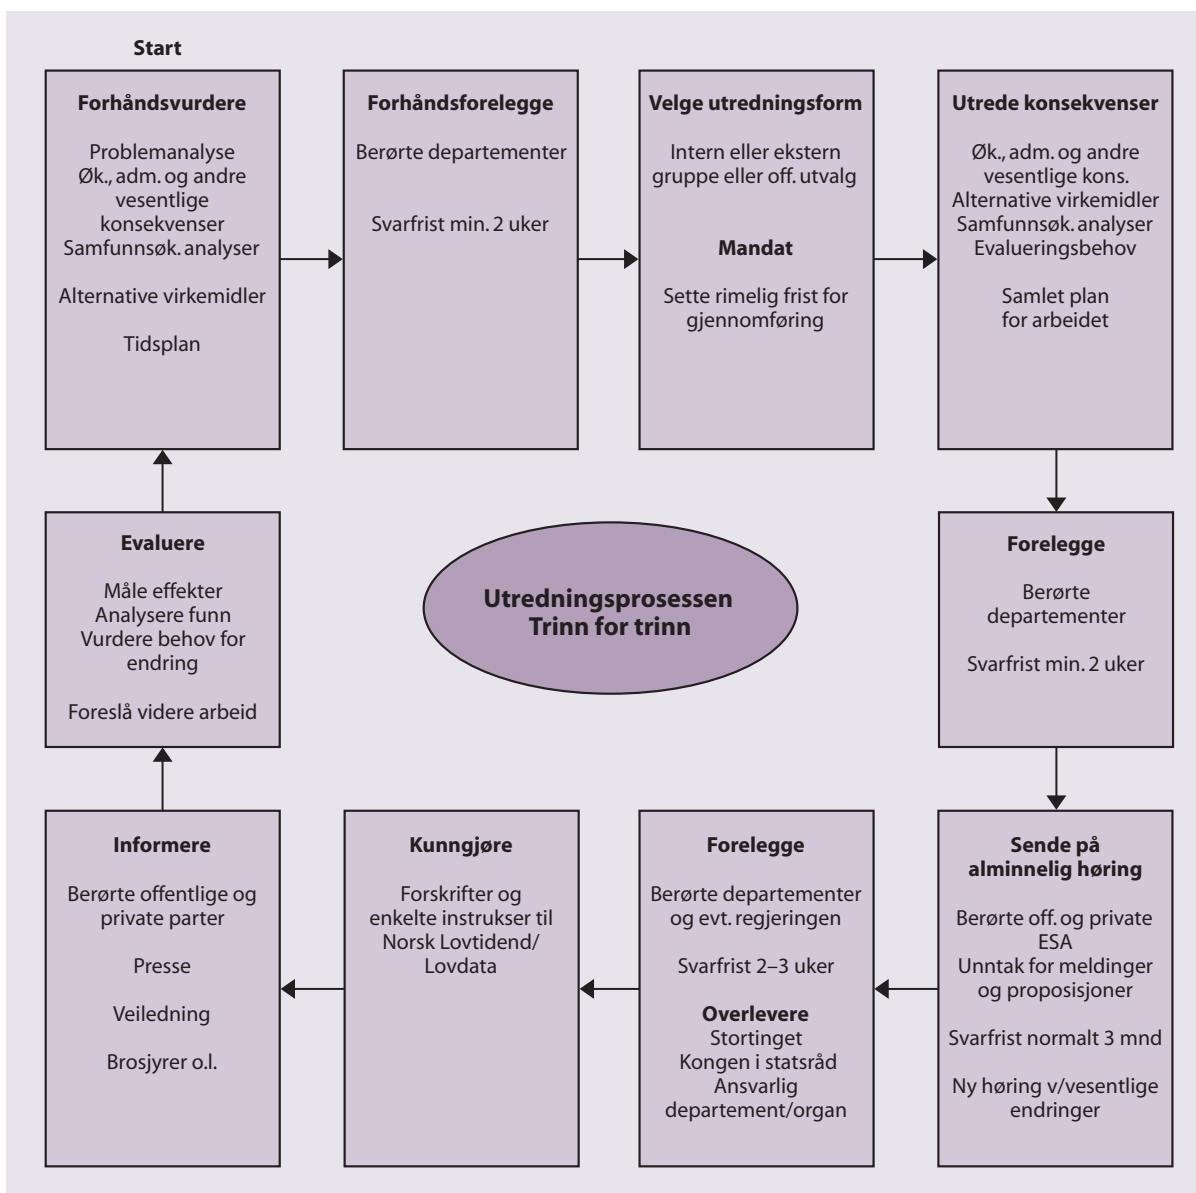 Start
Forhåndsvurdere
Problemanalyse
Øk., adm. og andre
vesentlige
konsekvenser
Samfunnsøk. analyser
Alternative virkemidler
Tidsplan
Forhåndsforelegge
Berørte departementer
Svarfrist min. 2 uker
Velge utredningsform
Intern eller ekstern
gruppe eller off. utvalg
Mandat
Sette rimelig frist for
gjennomføring
Utrede konsekvenser
Øk., adm. og andre
vesentlige kons.
Alternative virkemidler
Samfunnsøk. analyser
Evalueringsbehov
Samlet plan
for arbeidet
Forelegge
Berørte
departementer
Svarfrist min. 2 uker
Sende på
alminnelig høring
Berørte off. og private
ESA
Unntak for meldinger
og proposisjoner
Svarfrist normalt 3 mnd
Ny høring v/vesentlige
endringer
Forelegge
Berørte departementer
og evt. regjeringen
Svarfrist 2–3 uker
Overlevere
Stortinget
Kongen i statsråd
Ansvarlig
departement/organ
Kunngjøre
Forskrifter og
enkelte instrukser til
Norsk Lovtidend/
Lovdata
Informere
Berørte offentlige og
private parter
Presse
Veiledning
Brosjyrer o.l.
Evaluere
Måle effekter
Analysere funn
Vurdere behov for
endring
Foreslå videre arbeid
Utredningsprosessen
Trinn for trinn